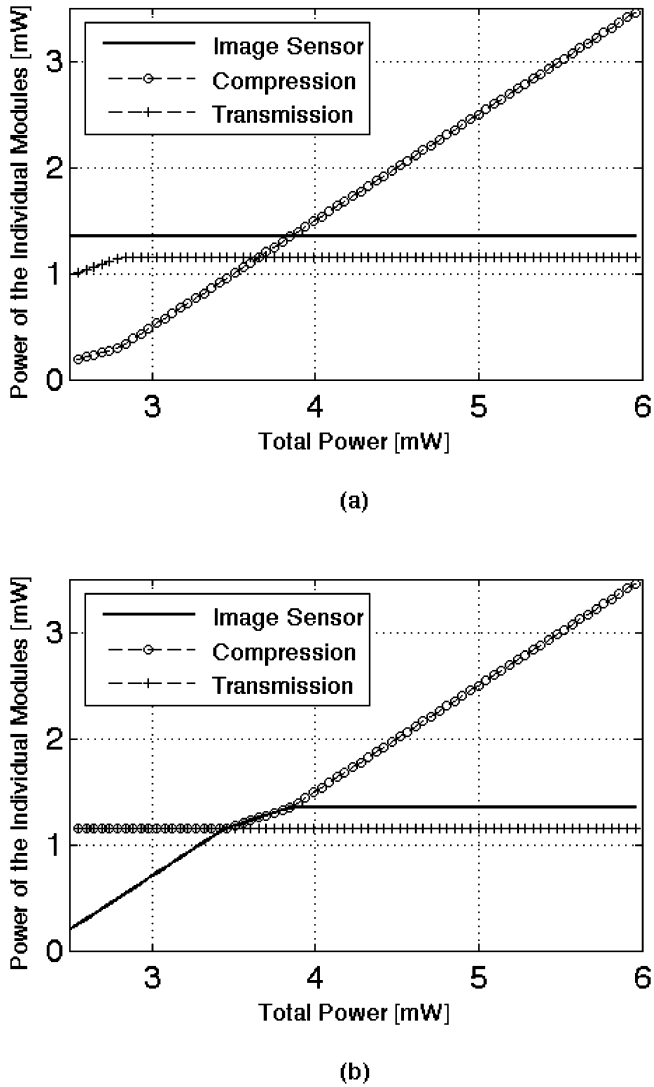 Power of the Individual Modules [mW]
3
2
1
0
Image Sensor
Compression
Transmission
3
4
5
6
Total Power [mW]
(a)
Power of the Individual Modules [mW]
3
2
1
0
Image Sensor
Compression
Transmission
3
4
5
6
Total Power [mW]
(b)